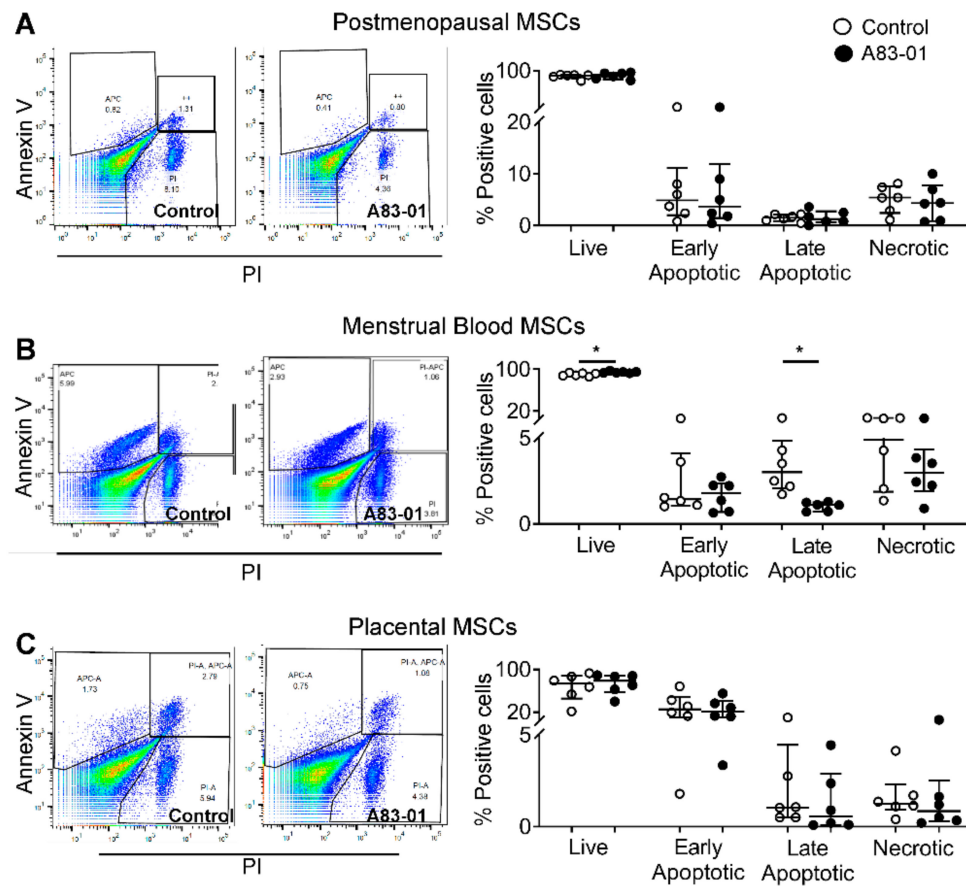 A
Postmenopausal MSCs
Control
A83-01
Annexin V
APC
0.82
++
1.31
PI
8.10
Control
APC
0.41
++
0.80
PI
4.36
A83-01
PI
% Positive cells
100
20
10
0
Live
Early Apoptotic
Late Apoptotic
Necrotic
B
Menstrual Blood MSCs
Annexin V
APC
5.99
2.
Control
APC
2.93
PI-APC
1.06
PI
3.81
A83-01
PI
% Positive cells
100
20
5
0
*
*
Live
Early Apoptotic
Late Apoptotic
Necrotic
C
Placental MSCs
Annexin V
APC-A
1.73
PI-A, APC-A
2.79
PI-A
5.94
Control
APC-A
0.75
PI-A, APC-A
1.06
PI-A
4.38
A83-01
PI
% Positive cells
100
20
5
0
Live
Early Apoptotic
Late Apoptotic
Necrotic